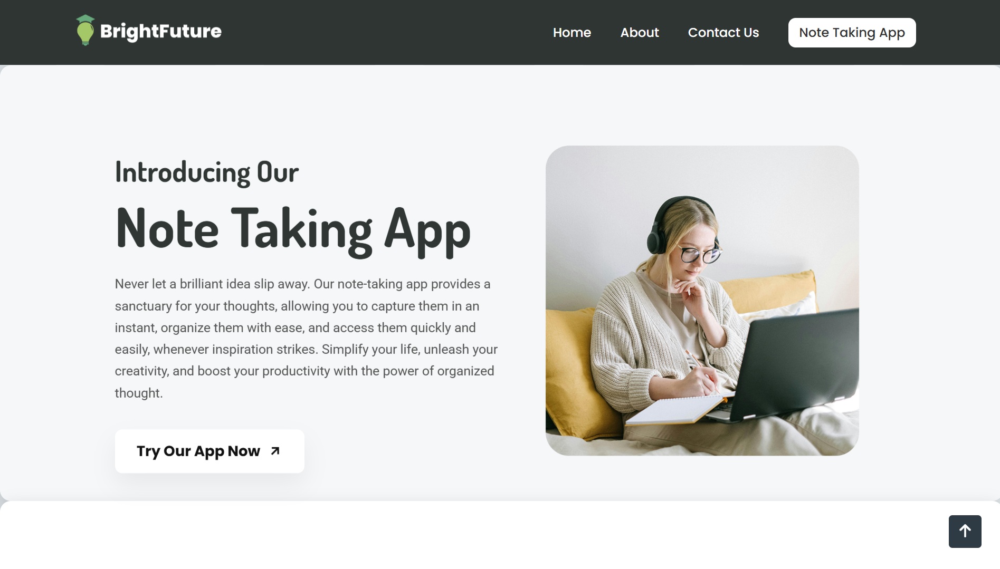 BrightFuture
Home
About
Contact Us
Note Taking App
Introducing Our
Note Taking App
Never let a brilliant idea slip away. Our note-taking app provides a
sanctuary for your thoughts, allowing you to capture them in an
instant, organize them with ease, and access them quickly and
easily, whenever inspiration strikes. Simplify your life, unleash your
creativity, and boost your productivity with the power of organized
thought.
Try Our App Now